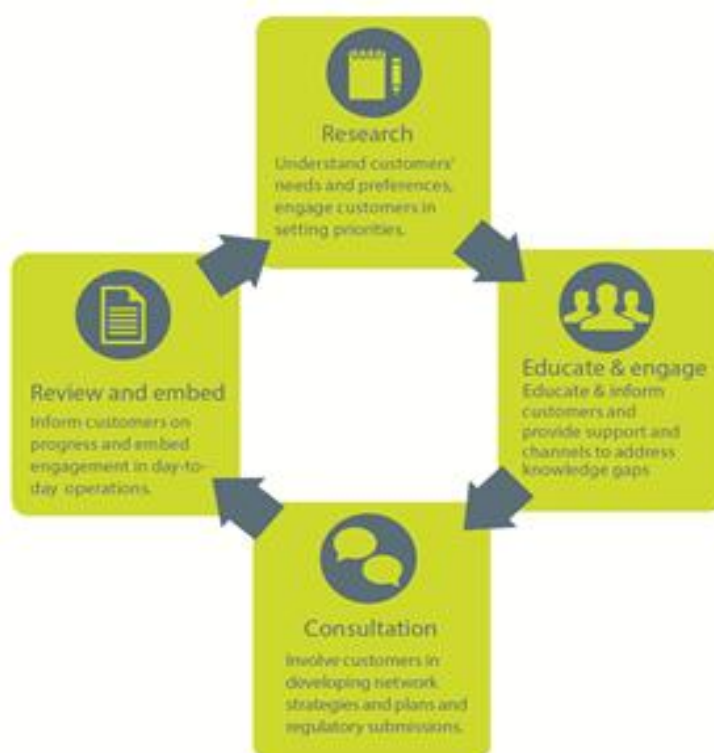 Research
Understand customers'
needs and preferences,
engage customers in
setting priorities.
Educate & engage
Educate & inform
customers and
provide support and
channels to address
knowledge gaps
Consultation
Involve customers in
developing network
strategies and plans and
regulatory submissions.
Review and embed
Inform customers on
progress and embed
engagement in day-to-
day operations.